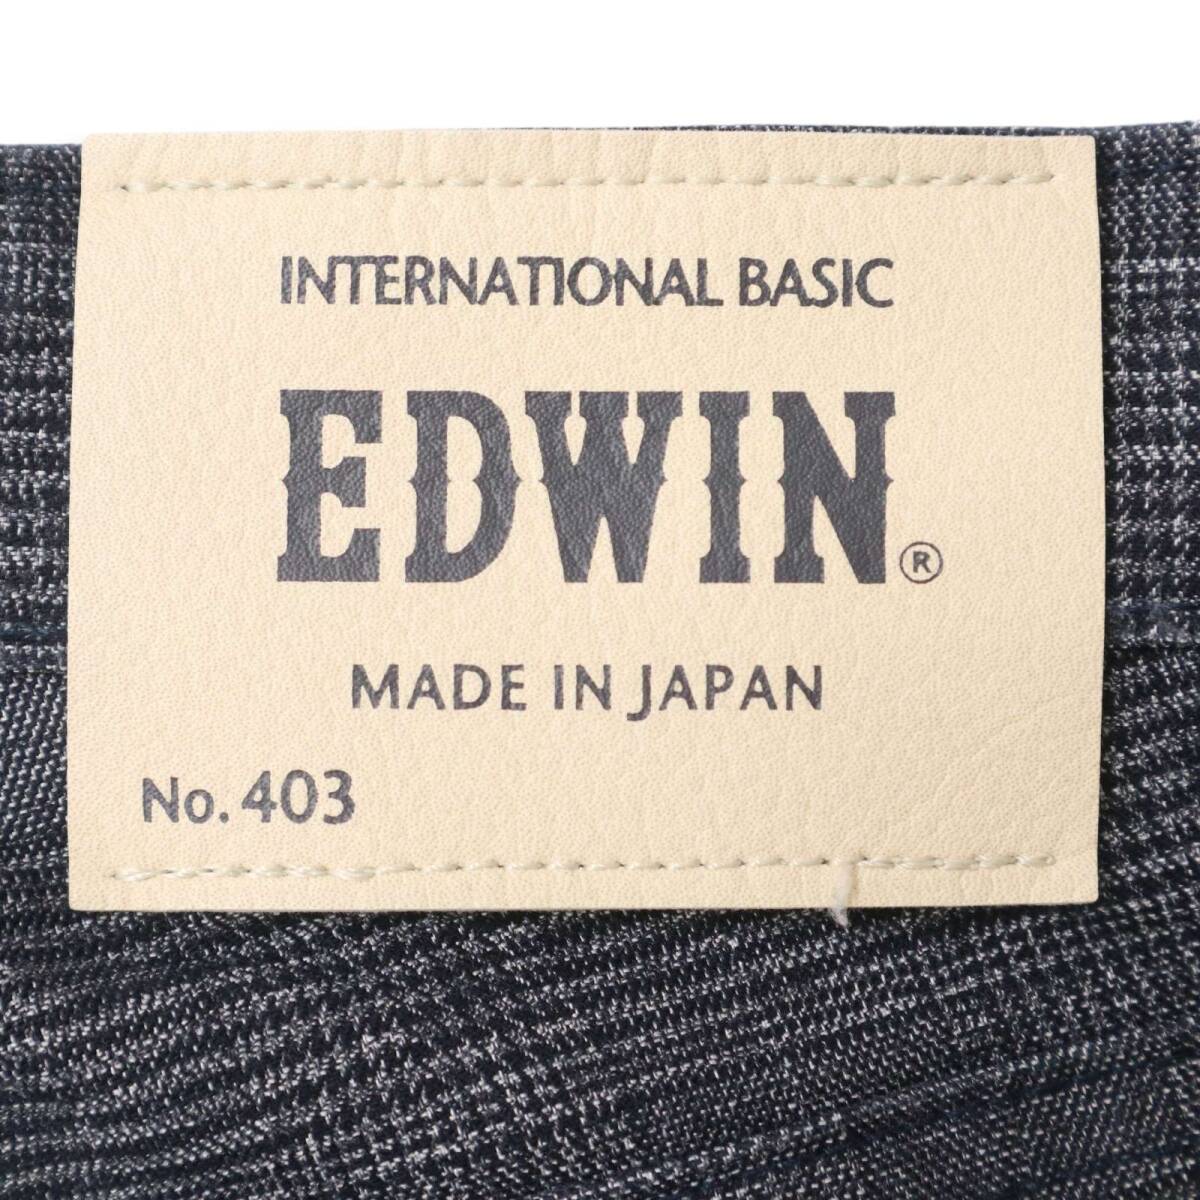 INTERNATIONAL BASIC
EDWIN®
MADE IN JAPAN
No. 403